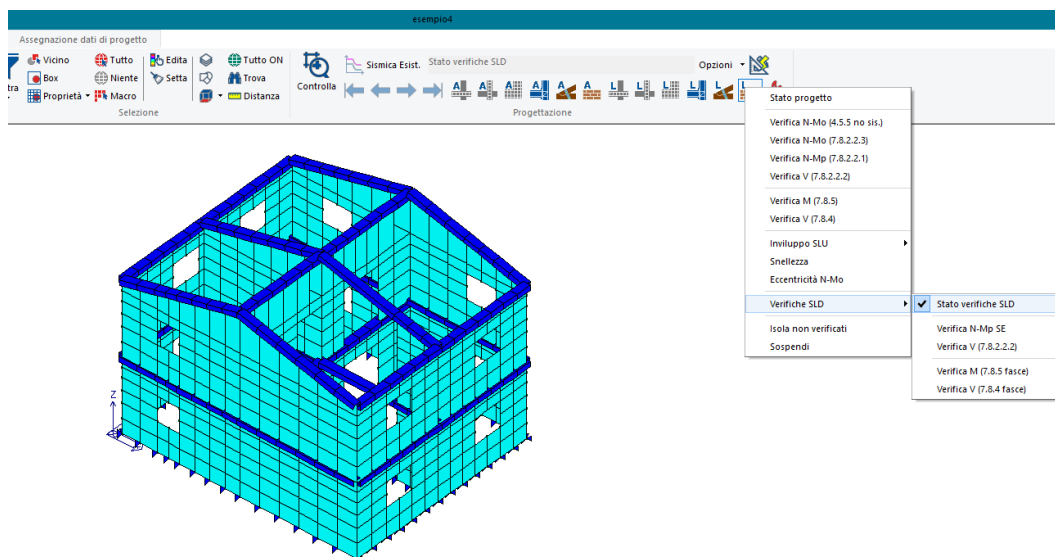 esempio4
Assegnazione dati di progetto
Vicino
Tutto
Edita
Tutto ON
Box
Niente
Setta
Trova
Proprietà
Macro
Distanza
Selezione
Controlla
Sismica Esist.
Stato verifiche SLD
Opzioni
Progettazione
Stato progetto
Verifica N-Mo (4.5.5 no sis.)
Verifica N-Mo (7.8.2.2.3)
Verifica N-Mp (7.8.2.2.1)
Verifica V (7.8.2.2.2)
Verifica M (7.8.5)
Verifica V (7.8.4)
Inviluppo SLU
Snellezza
Eccentricità N-Mo
Verifiche SLD
Isola non verificati
Sospendi
Stato verifiche SLD
Verifica N-Mp SE
Verifica V (7.8.2.2.2)
Verifica M (7.8.5 fasce)
Verifica V (7.8.4 fasce)
Z